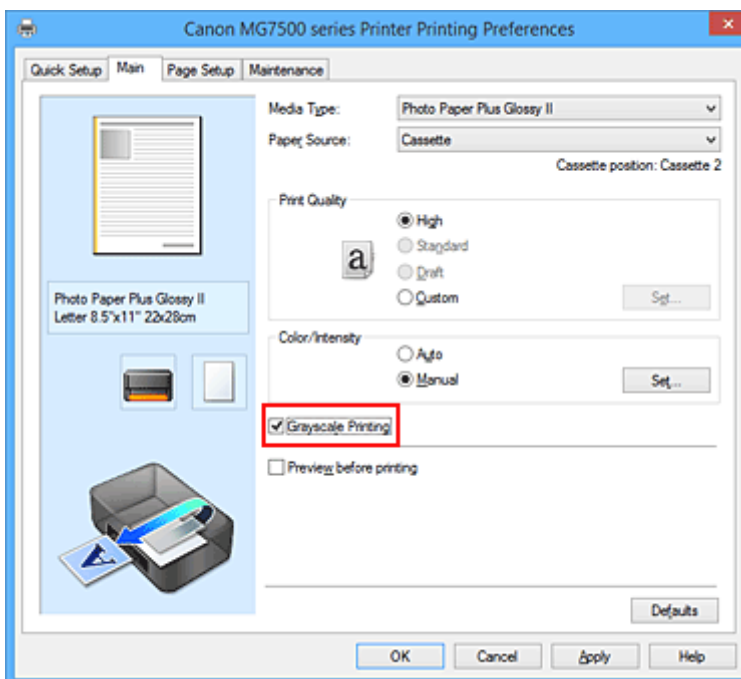 Canon MG7500 series Printer Printing Preferences
Quick Setup Main Page Setup Maintenance
Media Type: Photo Paper Plus Glossy II
Paper Source: Cassette
Cassette position: Cassette 2
Print Quality
High
Standard
Draft
Custom Set...
a
Photo Paper Plus Glossy II
Letter 8.5"x11" 22x28cm
Color/Intensity
Auto
Manual Set...
Grayscale Printing
Preview before printing
A
Defaults
OK Cancel Apply Help